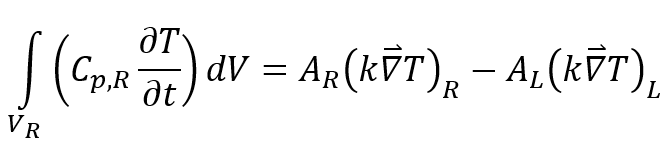 ∫_{V_R} (C_{p,R} ∂T/∂t) dV = A_R(k∇⃗T)_R − A_L(k∇⃗T)_L